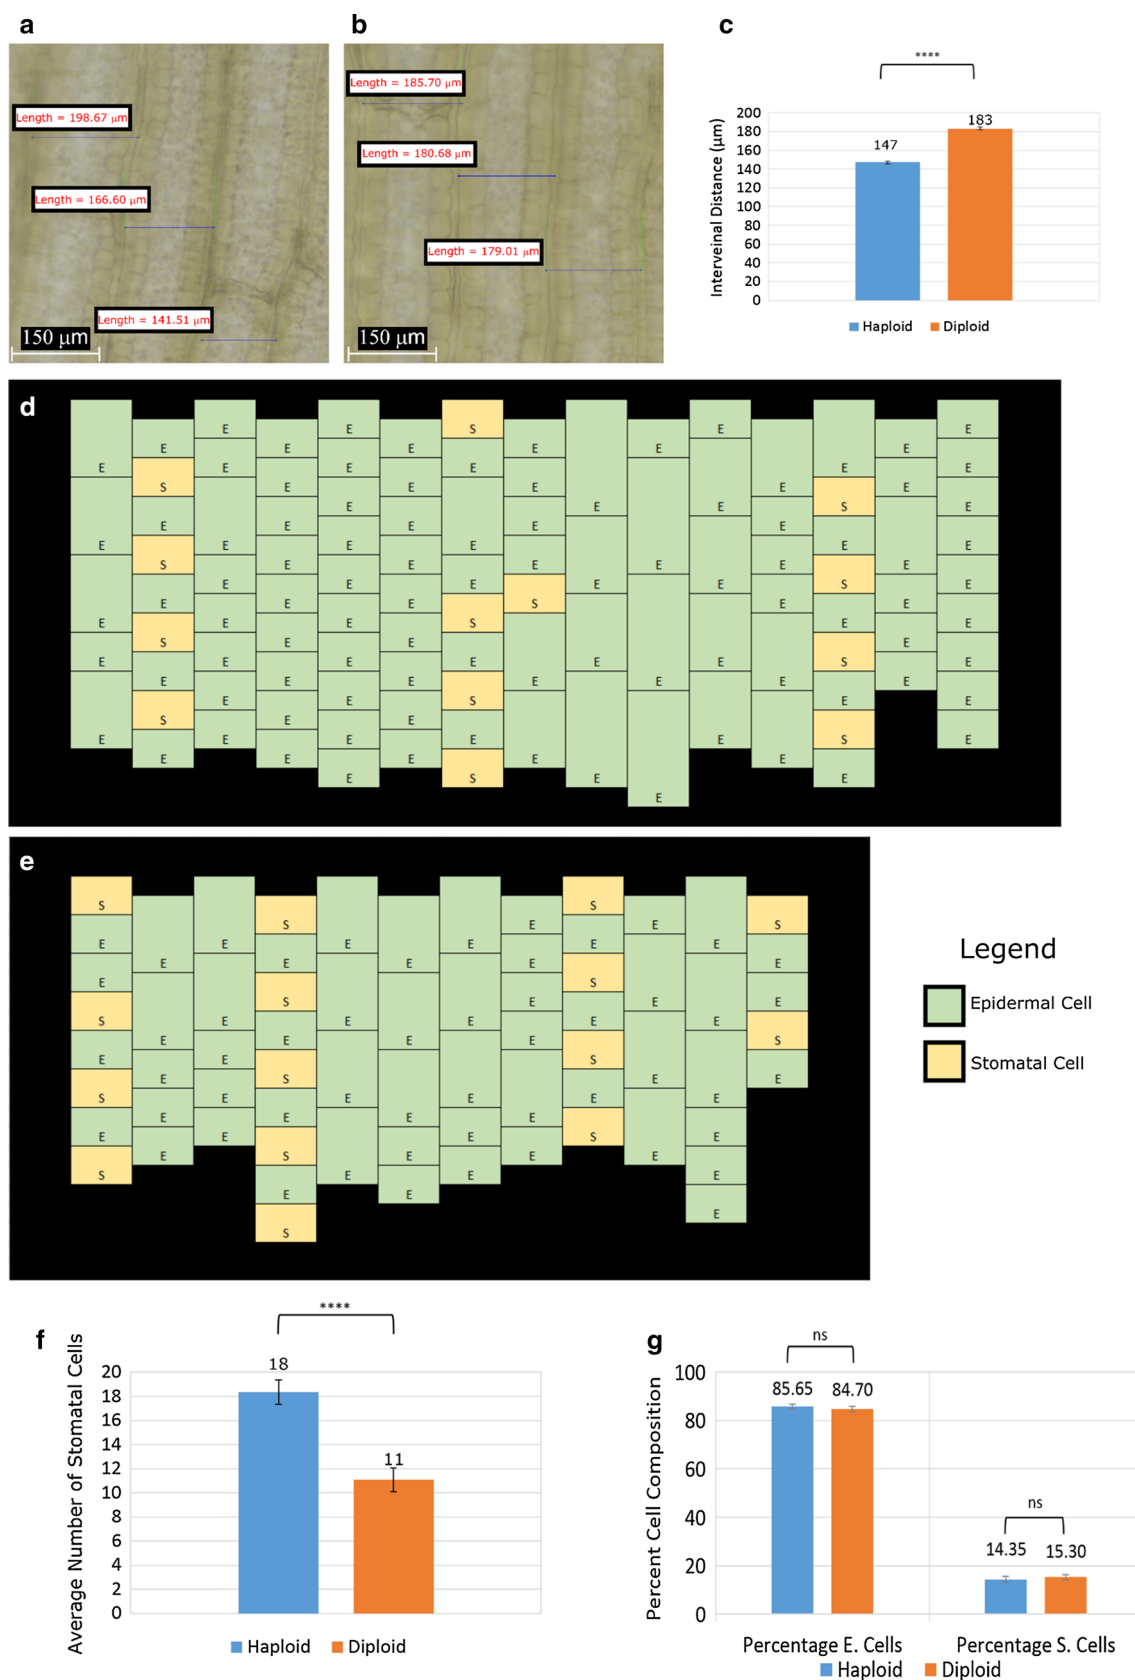 a
Length = 198.67 µm
Length = 166.60 µm
Length = 141.51 µm
150 µm
b
Length = 185.70 µm
Length = 180.68 µm
Length = 179.01 µm
150 µm
c
****
Interveinal Distance (µm)
200
180
160
140
120
100
80
60
40
20
0
147
183
Haploid Diploid
d
E E S E E
E E E E E E
E E E E E E
S E E E E E
E E E S E
E E E E E
E E E E E E
S E E E E E E
E E E E E S E
E E E S E E
E E E S E E
S E E E
E E E E E E S E
E E E E E E E
E E S E E
S E E
E E E E E S E
E E E E E
E S E E
E
e
S S
S E E S
E E E E E E
E E E E E
E S
S E E E
S E E E E E
E E E E S
E E S
E S E E
S E E E E E
E E E
E E E S E
E S E E E
S E E E
E E
E
S
Legend
Epidermal Cell
Stomatal Cell
f
****
Average Number of Stomatal Cells
20
18
16
14
12
10
8
6
4
2
0
18
11
Haploid Diploid
g
Percent Cell Composition
100
80
60
40
20
0
ns
85.65 84.70
ns
14.35 15.30
Percentage E. Cells Percentage S. Cells
Haploid Diploid